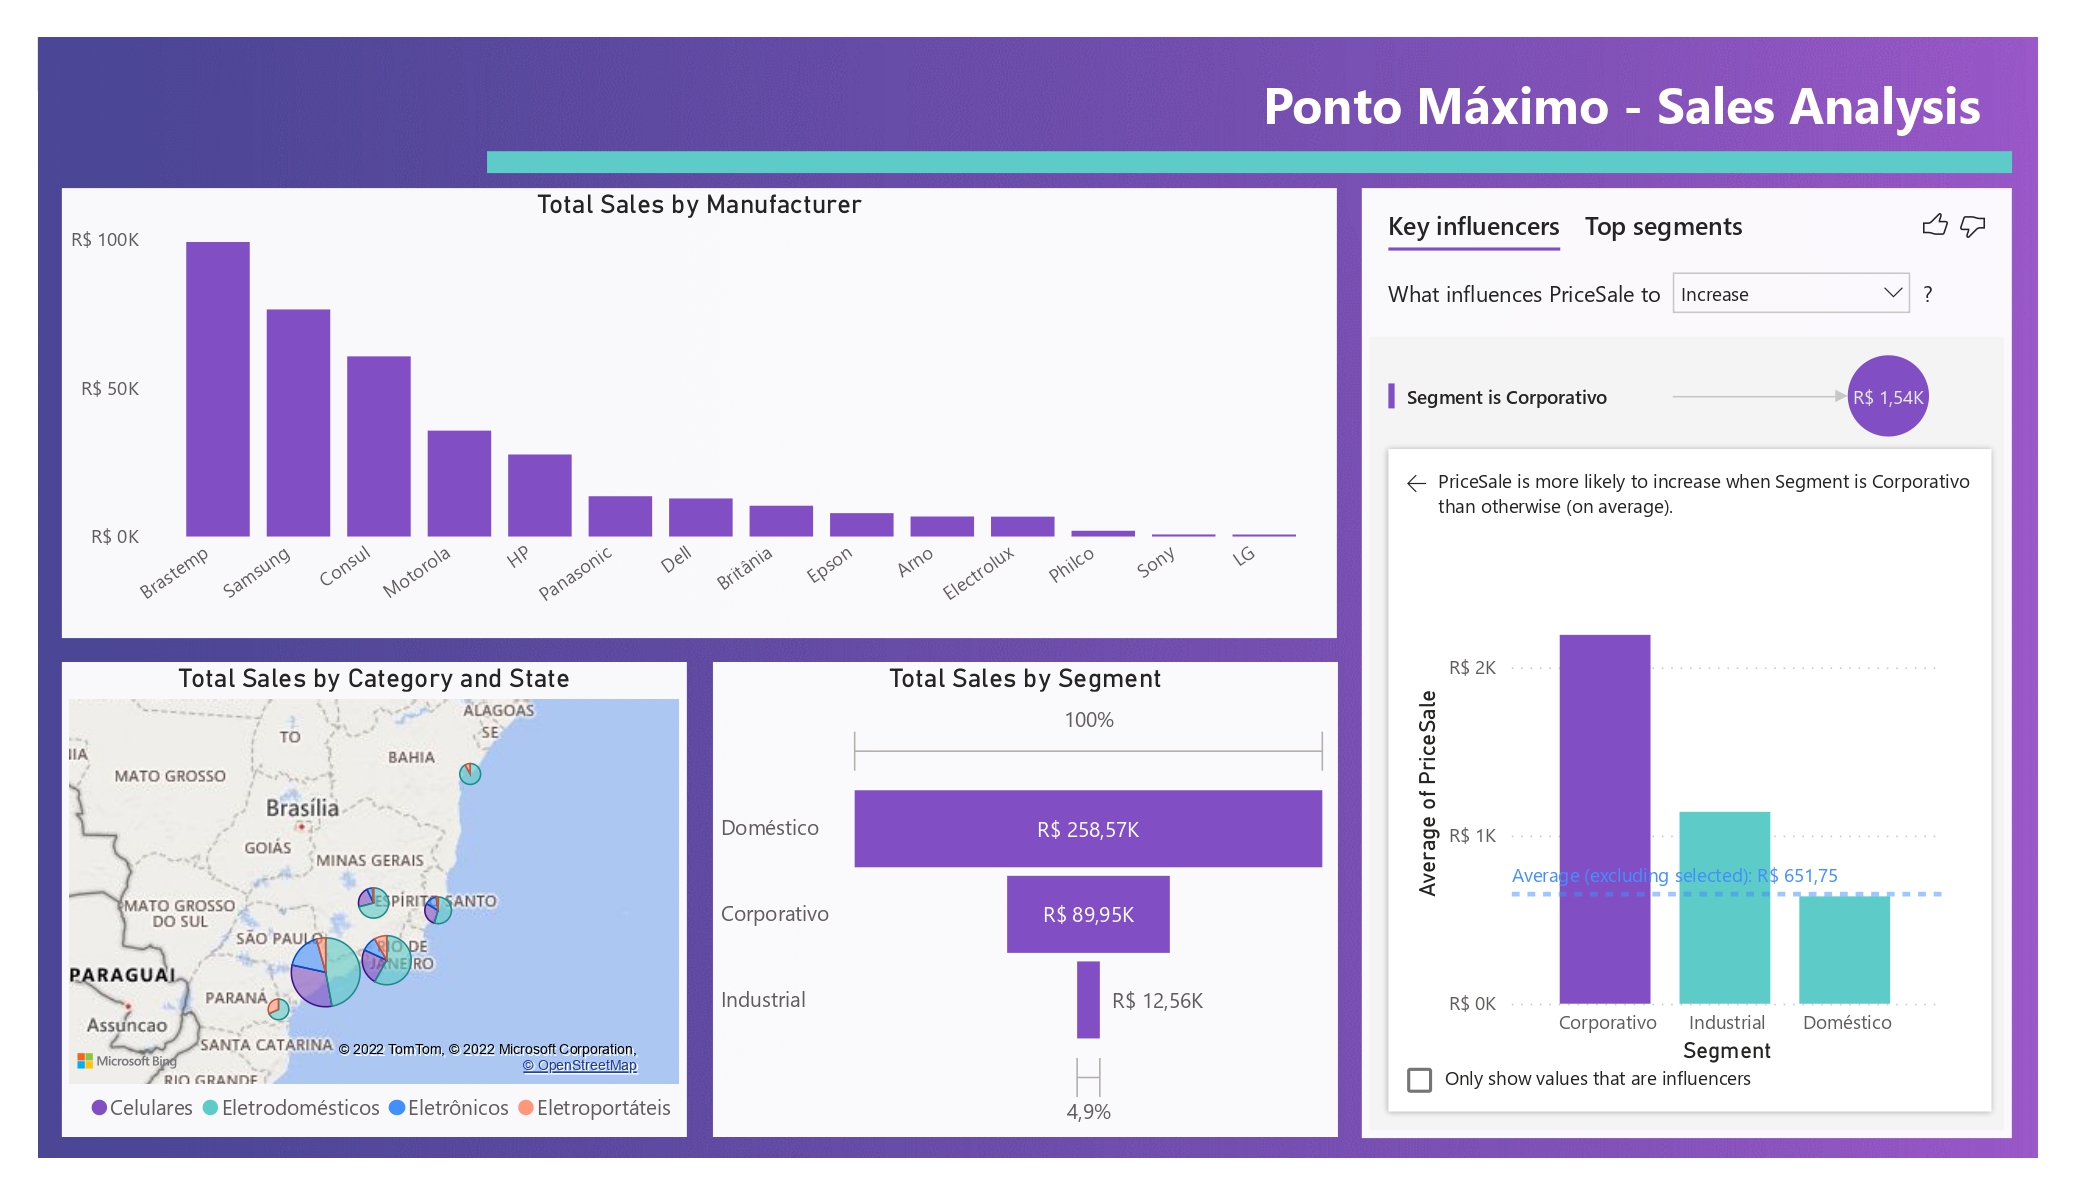 Ponto Máximo - Sales Analysis
Total Sales by Manufacturer
R$ 100K
R$ 50K
R$ 0K
Brastemp
Samsung
Consul
Motorola
HP
Panasonic
Dell
Britânia
Epson
Arno
Electrolux
Philco
Sony
LG
Total Sales by Category and State
ALAGOAS
SE
TO
BAHIA
MATO GROSSO
Brasília
GOIÁS
MINAS GERAIS
ESPÍRITO SANTO
MATO GROSSO
DO SUL
SÃO PAULO
RIO DE
JANEIRO
PARAGUAI
PARANÁ
Assuncao
SANTA CATARINA
© 2022 TomTom, © 2022 Microsoft Corporation,
Microsoft Bing
© OpenStreetMap
RIO GRANDE
Celulares Eletrodomésticos Eletrônicos Eletroportáteis
Total Sales by Segment
100%
Doméstico R$ 258,57K
Corporativo R$ 89,95K
Industrial R$ 12,56K
4,9%
Key influencers Top segments
What influences PriceSale to Increase ?
Segment is Corporativo R$ 1,54K
PriceSale is more likely to increase when Segment is Corporativo
than otherwise (on average).
Average of PriceSale
R$ 2K
R$ 1K
Average (excluding selected): R$ 651,75
R$ 0K
Corporativo Industrial Doméstico
Segment
Only show values that are influencers